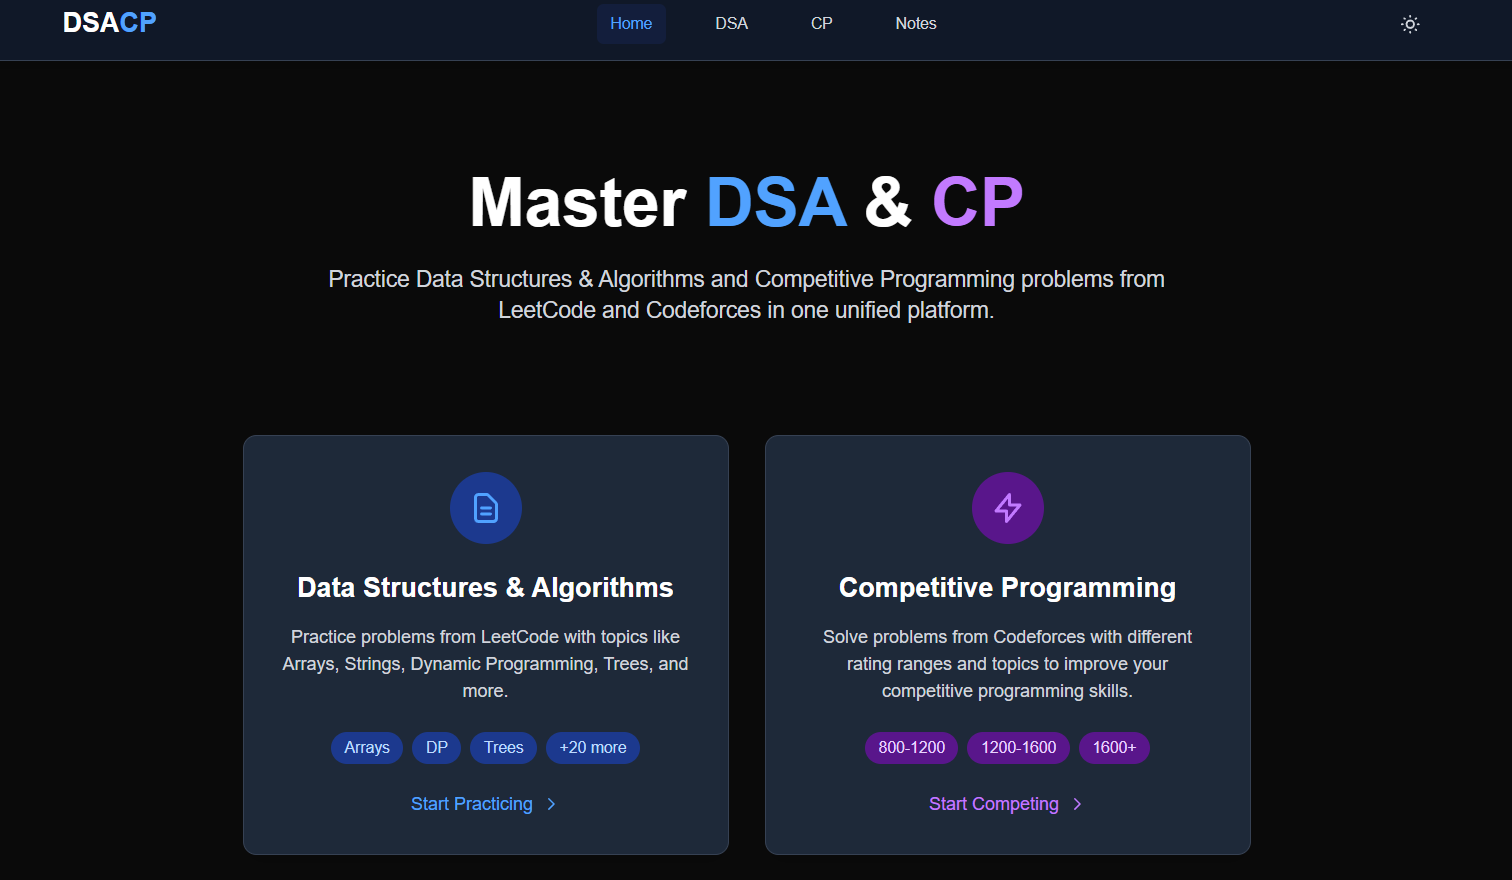 DSACP
Home
DSA
CP
Notes
Master DSA & CP
Practice Data Structures & Algorithms and Competitive Programming problems from
LeetCode and Codeforces in one unified platform.
Data Structures & Algorithms
Practice problems from LeetCode with topics like
Arrays, Strings, Dynamic Programming, Trees, and
more.
Arrays
DP
Trees
+20 more
Start Practicing
Competitive Programming
Solve problems from Codeforces with different
rating ranges and topics to improve your
competitive programming skills.
800-1200
1200-1600
1600+
Start Competing